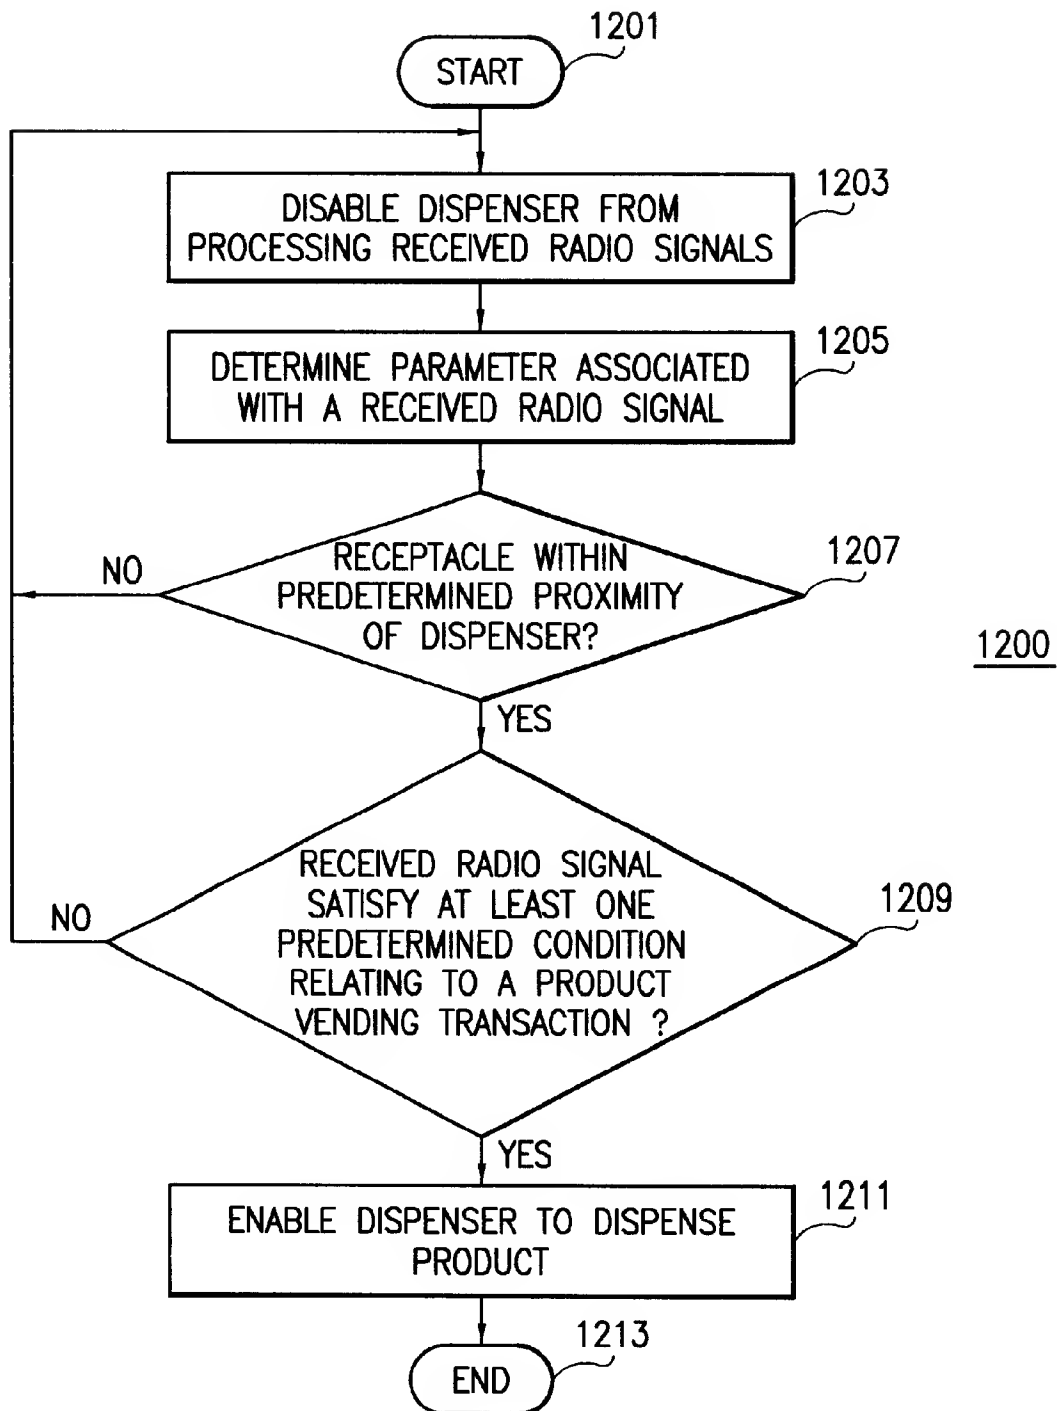 1201
START
1203
DISABLE DISPENSER FROM
PROCESSING RECEIVED RADIO SIGNALS
1205
DETERMINE PARAMETER ASSOCIATED
WITH A RECEIVED RADIO SIGNAL
1207
NO
RECEPTACLE WITHIN
PREDETERMINED PROXIMITY
OF DISPENSER?
1200
YES
1209
NO
RECEIVED RADIO SIGNAL
SATISFY AT LEAST ONE
PREDETERMINED CONDITION
RELATING TO A PRODUCT
VENDING TRANSACTION ?
YES
1211
ENABLE DISPENSER TO DISPENSE
PRODUCT
1213
END